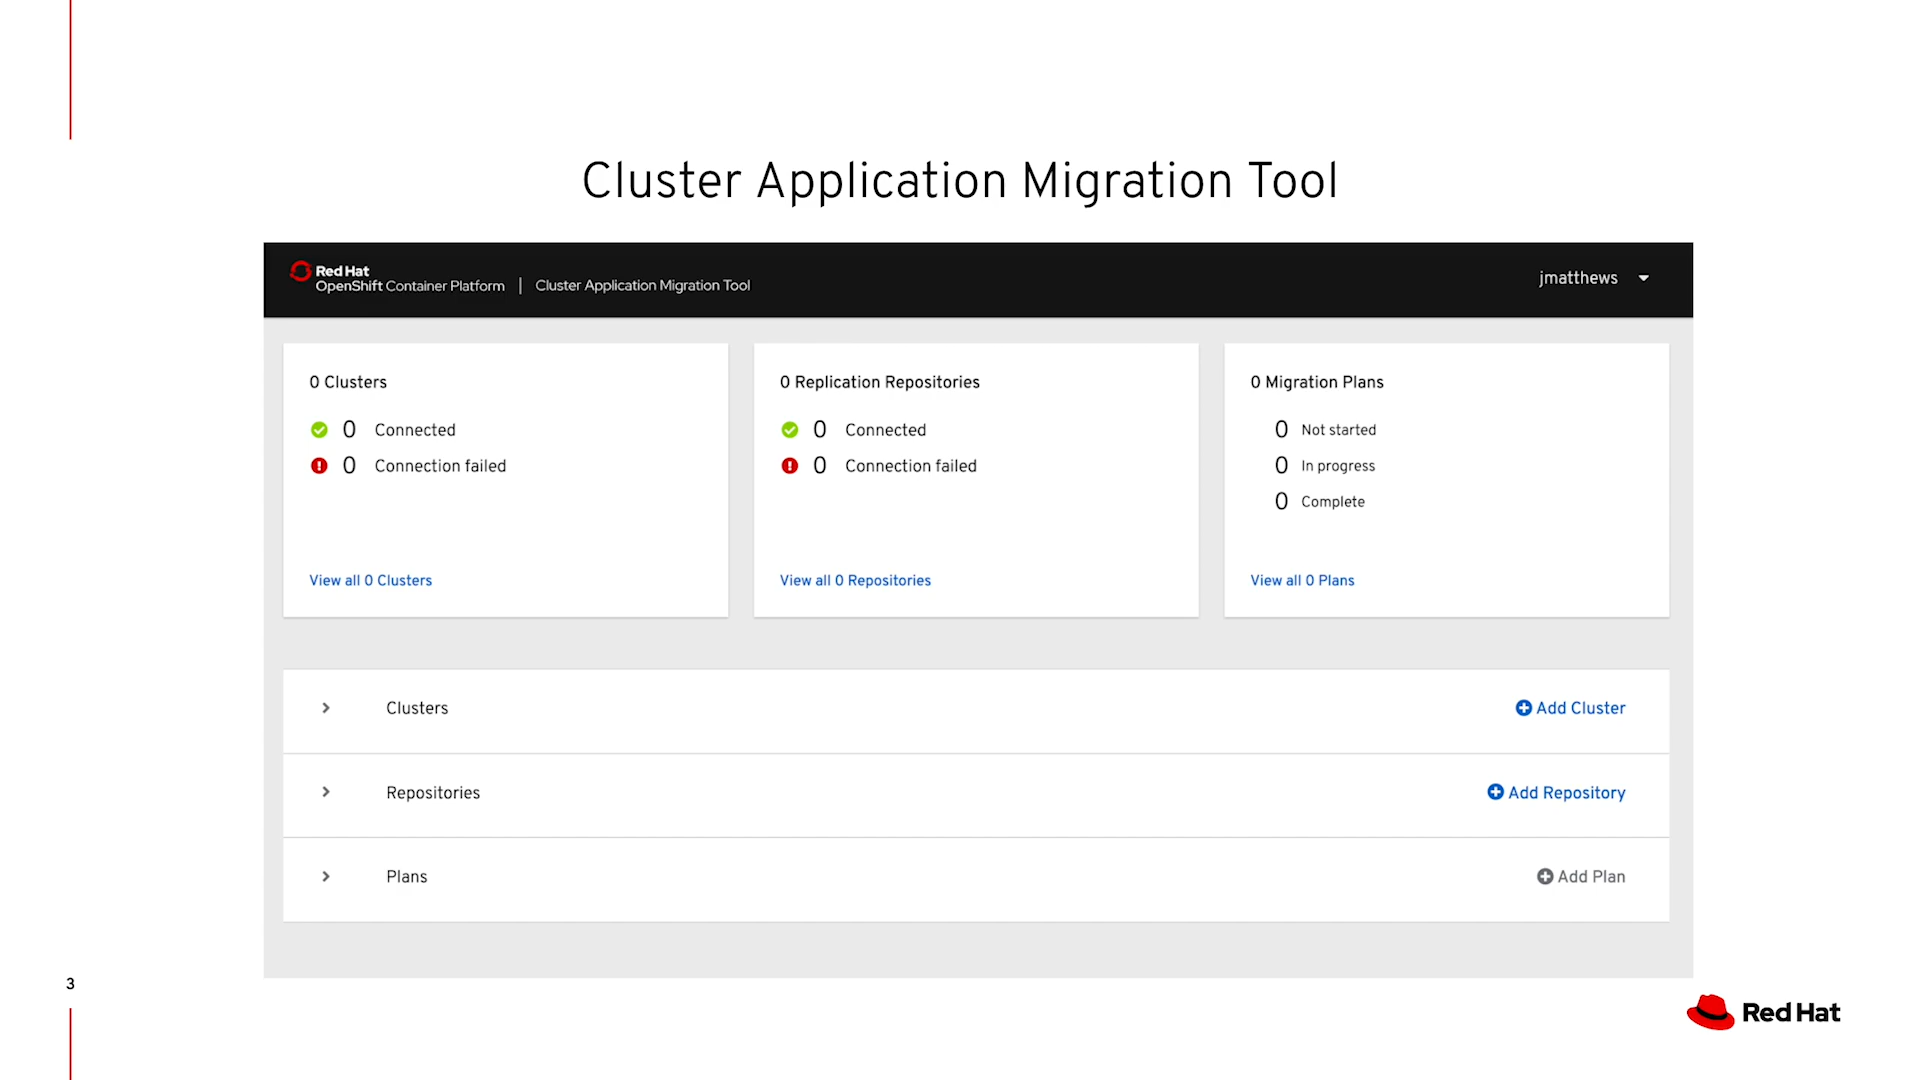 Cluster Application Migration Tool
Red Hat
OpenShift Container Platform | Cluster Application Migration Tool
jmatthews
0 Clusters
0 Connected
0 Connection failed
View all 0 Clusters
0 Replication Repositories
0 Connected
0 Connection failed
View all 0 Repositories
0 Migration Plans
0 Not started
0 In progress
0 Complete
View all 0 Plans
Clusters
Add Cluster
Repositories
Add Repository
Plans
Add Plan
3
Red Hat